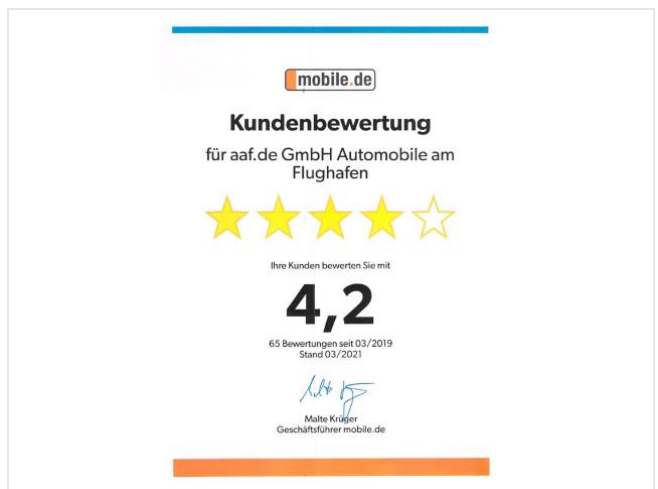 mobile.de
Kundenbewertung
für aaf.de GmbH Automobile am
Flughafen
Ihre Kunden bewerten Sie mit
4,2
65 Bewertungen seit 03/2019
Stand 03/2021
Malte Krüger
Geschäftsführer mobile.de